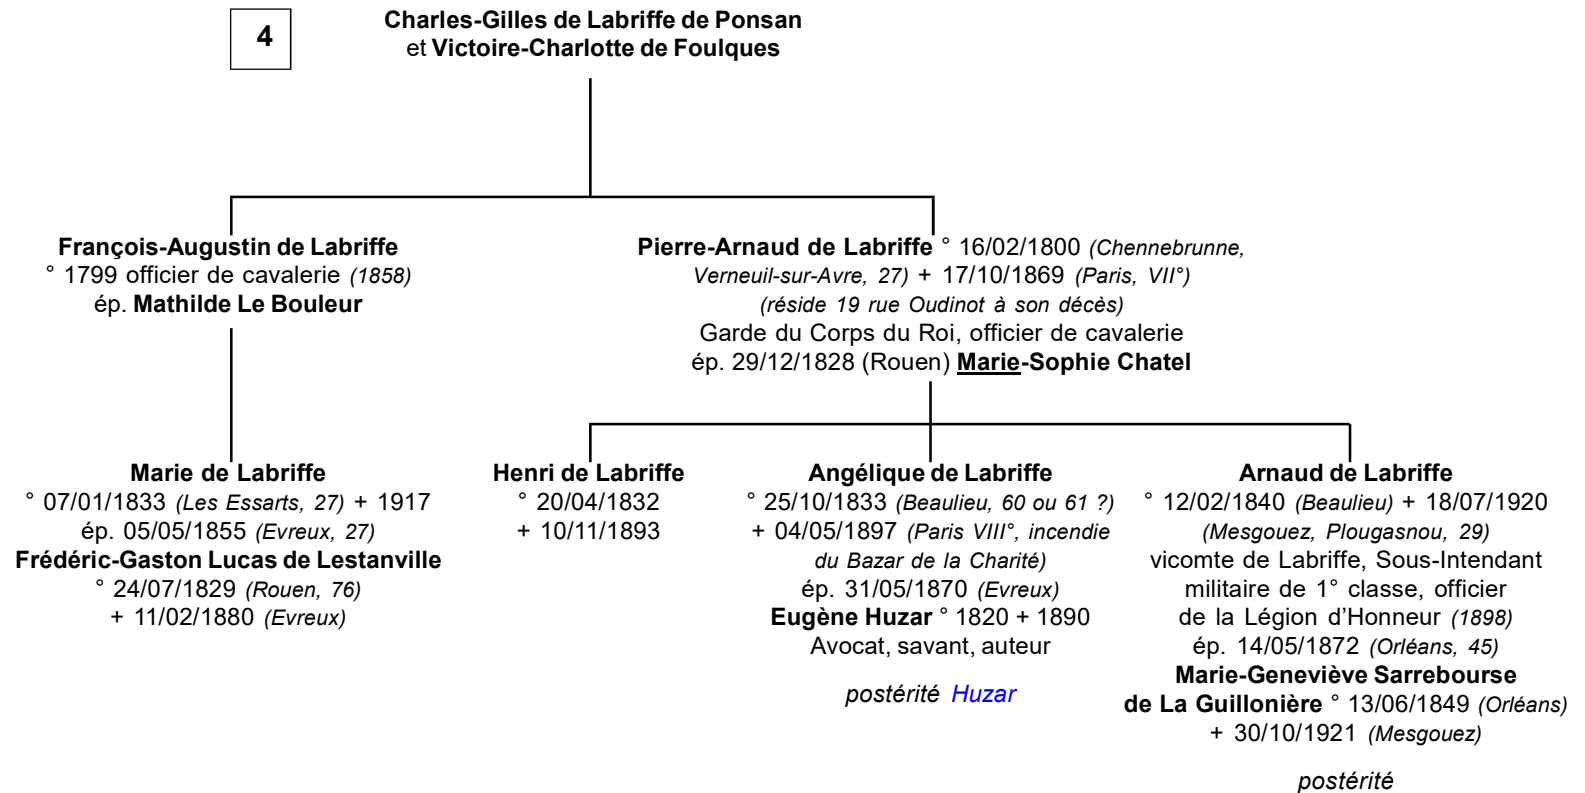 4
Charles-Gilles de Labriffe de Ponsan
et Victoire-Charlotte de Foulques
François-Augustin de Labriffe
° 1799 officier de cavalerie (1858)
ép. Mathilde Le Bouleur
Pierre-Arnaud de Labriffe ° 16/02/1800 (Chennebrunne,
Verneuil-sur-Avre, 27) + 17/10/1869 (Paris, VII°)
(réside 19 rue Oudinot à son décès)
Garde du Corps du Roi, officier de cavalerie
ép. 29/12/1828 (Rouen) Marie-Sophie Chatel
Marie de Labriffe
° 07/01/1833 (Les Essarts, 27) + 1917
ép. 05/05/1855 (Evreux, 27)
Frédéric-Gaston Lucas de Lestanville
° 24/07/1829 (Rouen, 76)
+ 11/02/1880 (Evreux)
Henri de Labriffe
° 20/04/1832
+ 10/11/1893
Angélique de Labriffe
° 25/10/1833 (Beaulieu, 60 ou 61 ?)
+ 04/05/1897 (Paris VIII°, incendie
du Bazar de la Charité)
ép. 31/05/1870 (Evreux)
Eugène Huzar ° 1820 + 1890
Avocat, savant, auteur
postérité Huzar
Arnaud de Labriffe
° 12/02/1840 (Beaulieu) + 18/07/1920
(Mesgouez, Plougasnou, 29)
vicomte de Labriffe, Sous-Intendant
militaire de 1° classe, officier
de la Légion d'Honneur (1898)
ép. 14/05/1872 (Orléans, 45)
Marie-Geneviève Sarrebourse
de La Guillonière ° 13/06/1849 (Orléans)
+ 30/10/1921 (Mesgouez)
postérité